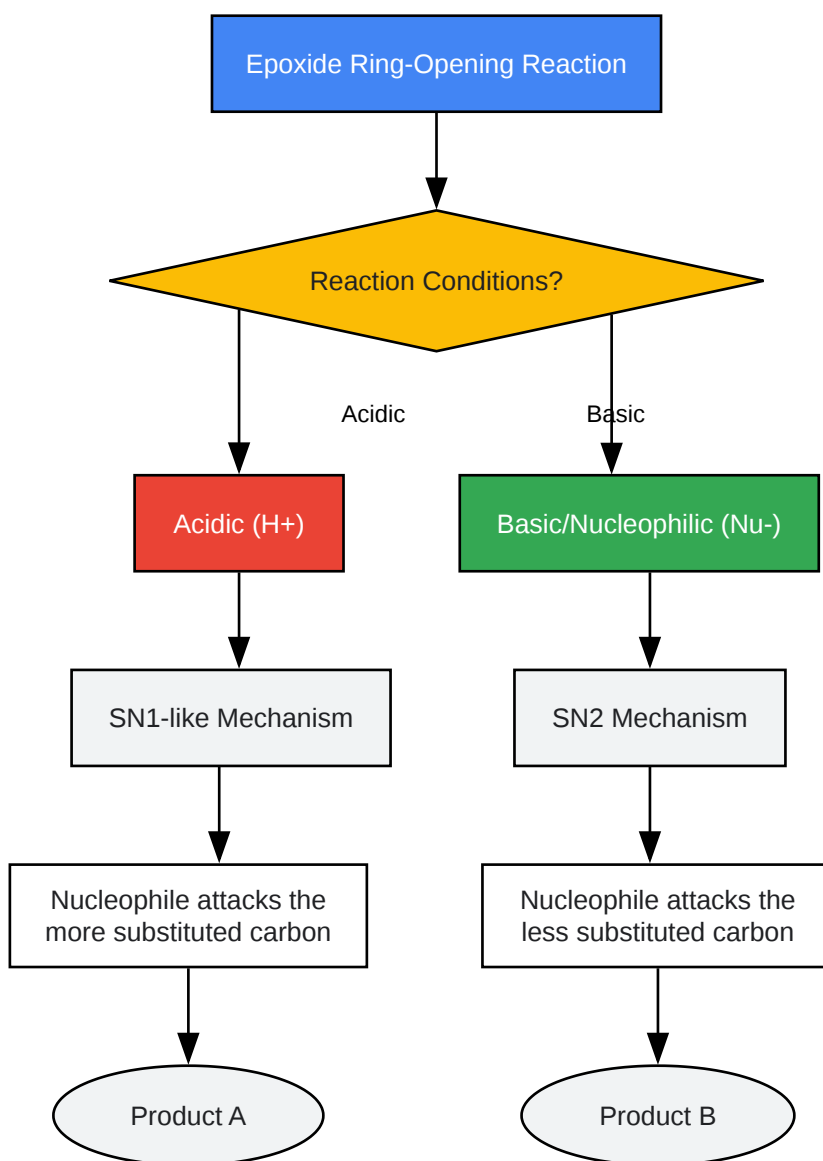 Epoxide Ring-Opening Reaction
Reaction Conditions?
Acidic
Basic
Acidic (H+)
Basic/Nucleophilic (Nu-)
SN1-like Mechanism
SN2 Mechanism
Nucleophile attacks the
more substituted carbon
Nucleophile attacks the
less substituted carbon
Product A
Product B